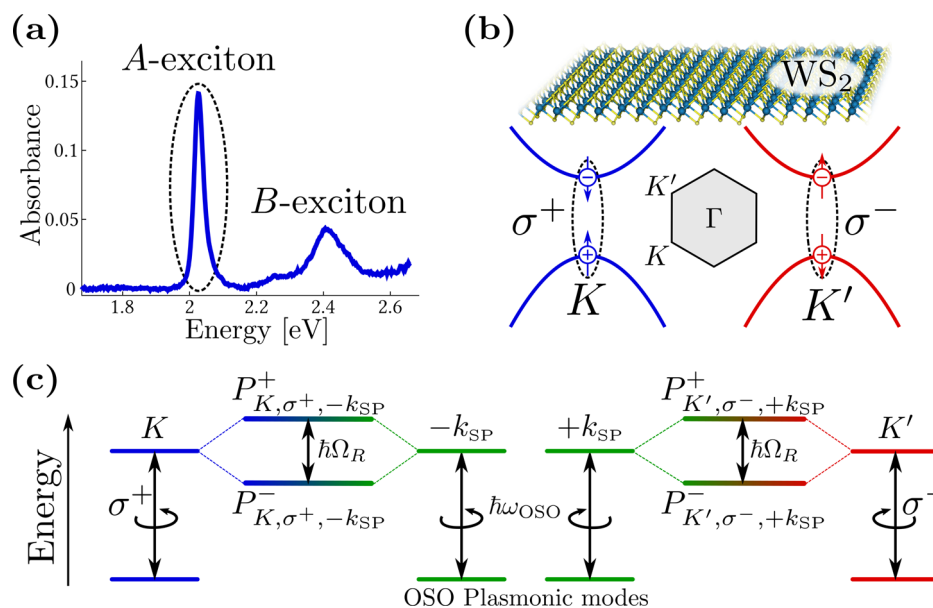 (a)
A-exciton
B-exciton
Absorbance
0.15
0.1
0.05
0
1.8
2
2.2
2.4
2.6
Energy [eV]
(b)
WS₂
σ⁺
K
K′
K
Γ
σ⁻
K′
−
+
−
+
(c)
Energy
K
σ⁺
P⁺K,σ⁺,−kSP
ħΩR
P⁻K,σ⁺,−kSP
−kSP
+kSP
ħωOSO
P⁺K′,σ⁻,+kSP
ħΩR
P⁻K′,σ⁻,+kSP
K′
σ⁻
OSO Plasmonic modes